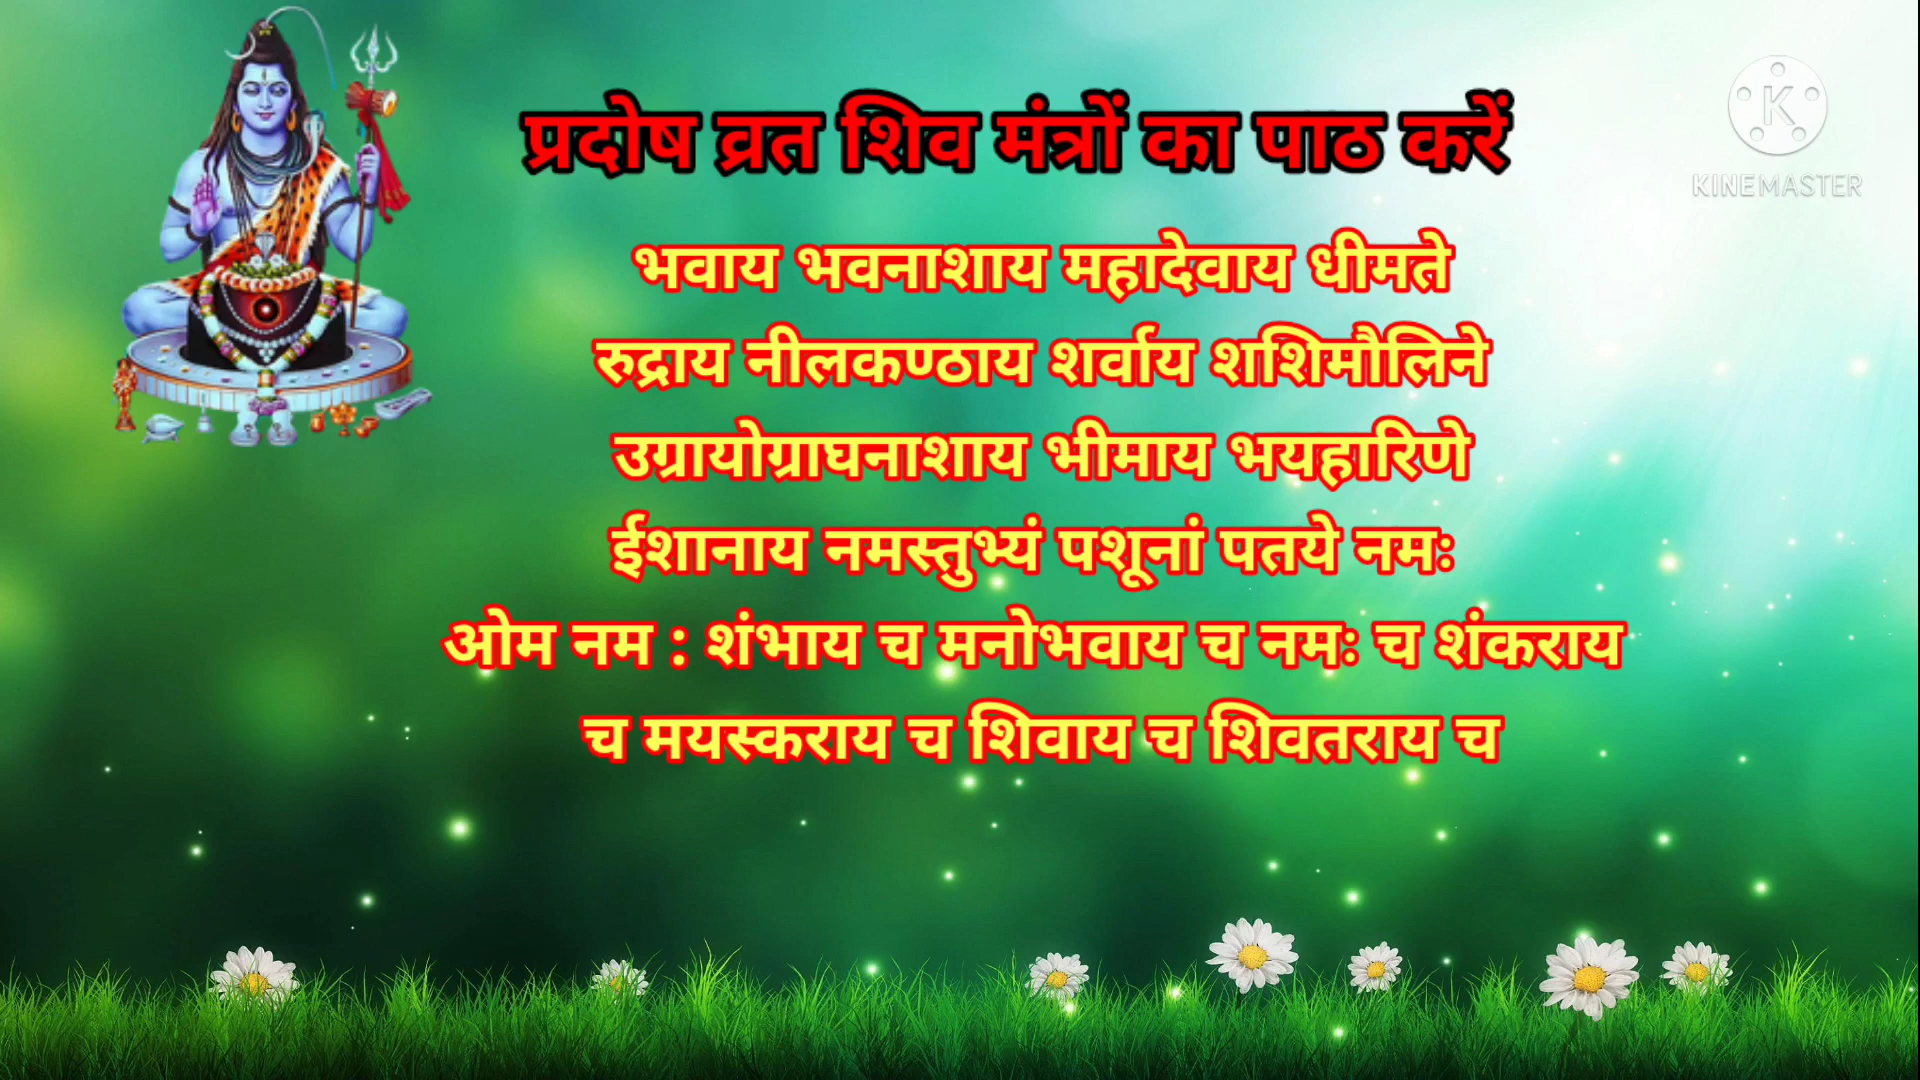 प्रदोष व्रत शिव मंत्रों का पाठ करें
K
KINEMASTER
भवाय भवनाशाय महादेवाय धीमते
रुद्राय नीलकण्ठाय शर्वाय शशिमौलिने
उग्रायोग्राघनाशाय भीमाय भयहारिणे
ईशानाय नमस्तुभ्यं पशूनां पतये नमः
ओम नम : शंभाय च मनोभवाय च नमः च शंकराय
च मयस्कराय च शिवाय च शिवतराय च